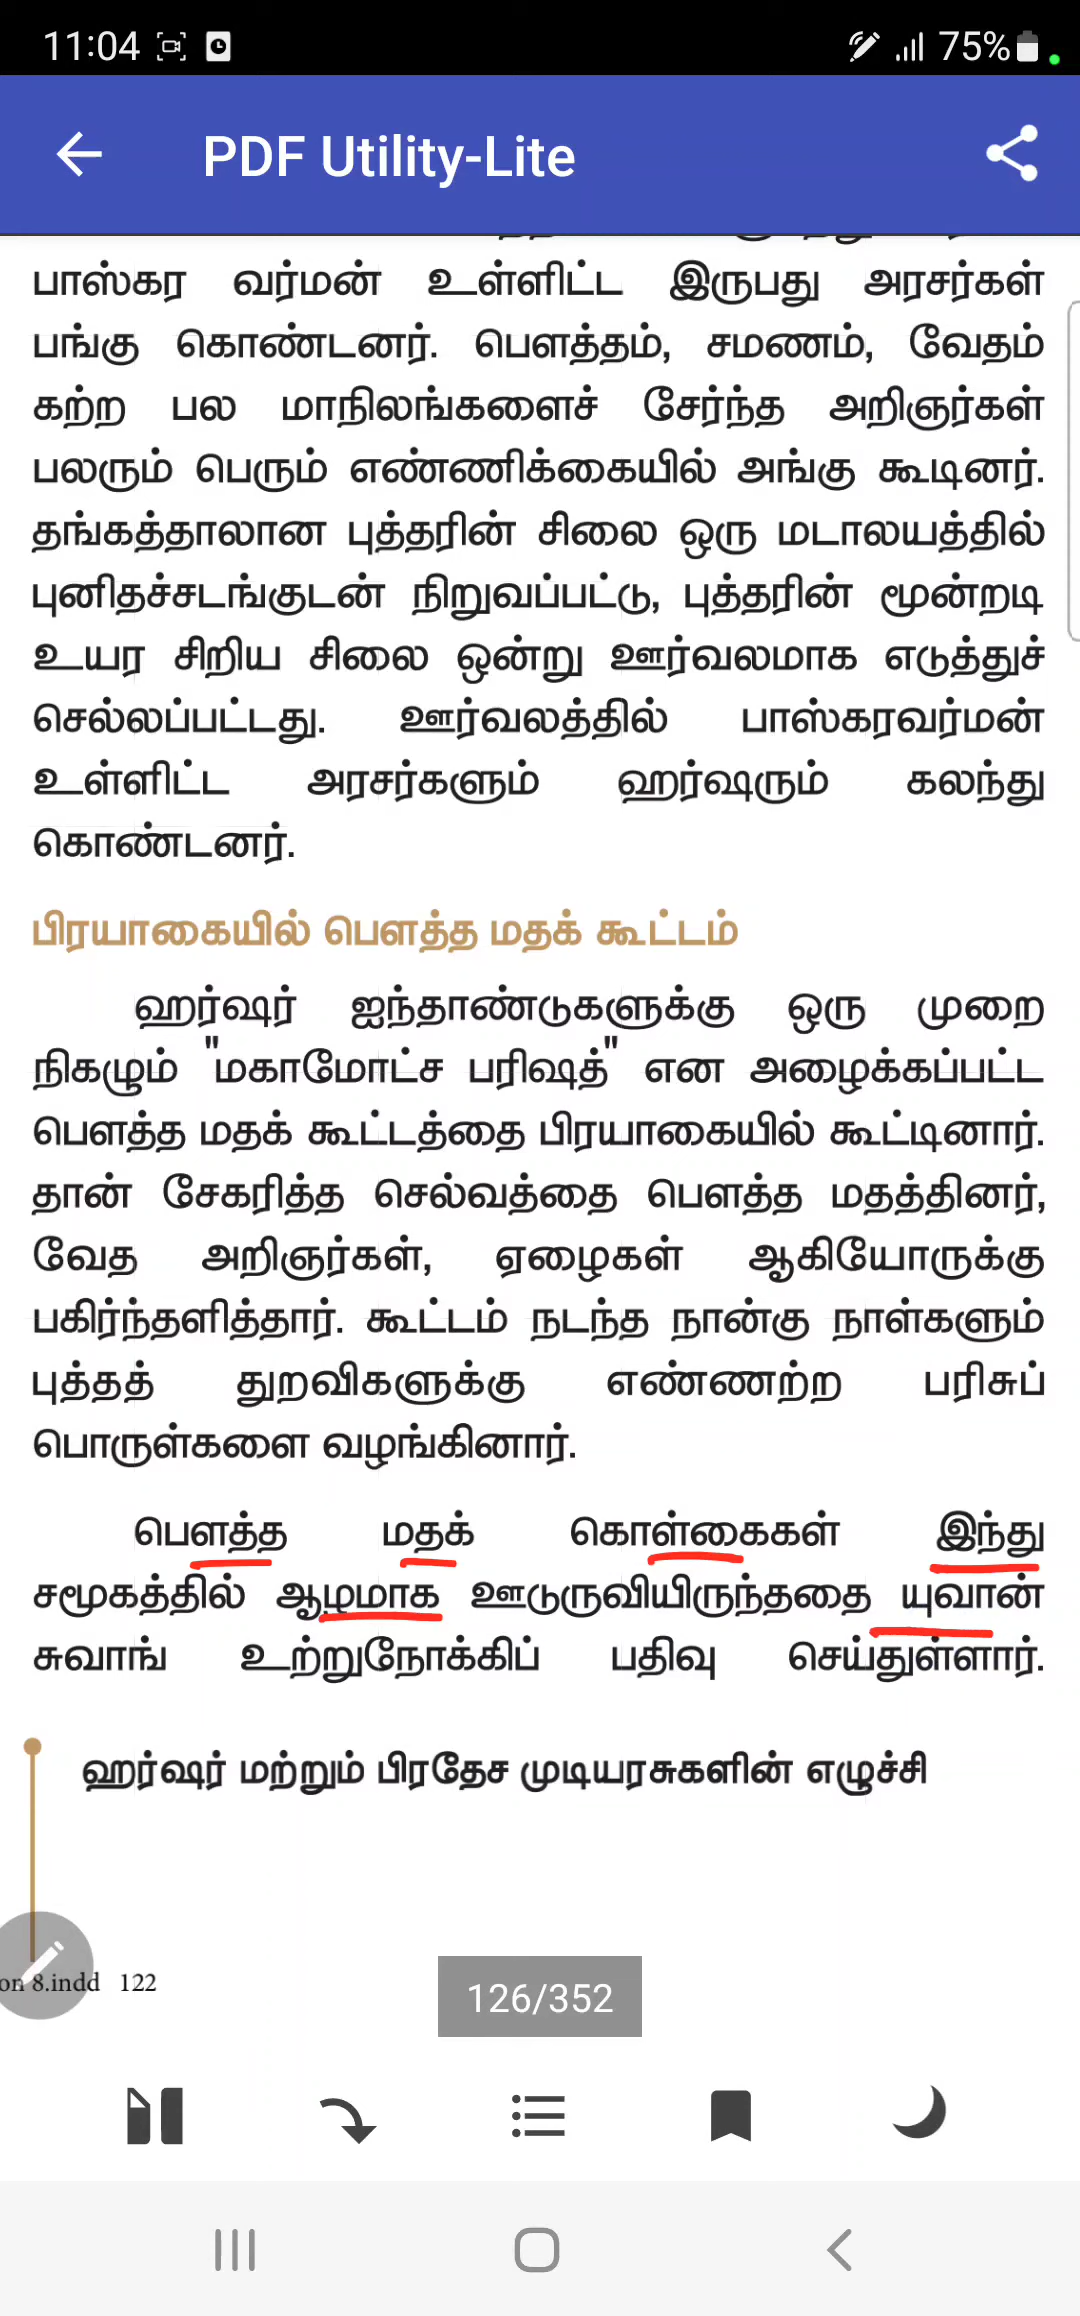 11:04
75%
PDF Utility-Lite
பாஸ்கர வர்மன் உள்ளிட்ட இருபது அரசர்கள்
பங்கு கொண்டனர். பௌத்தம், சமணம், வேதம்
கற்ற பல மாநிலங்களைச் சேர்ந்த அறிஞர்கள்
பலரும் பெரும் எண்ணிக்கையில் அங்கு கூடினர்.
தங்கத்தாலான புத்தரின் சிலை ஒரு மடாலயத்தில்
புனிதச்சடங்குடன் நிறுவப்பட்டு, புத்தரின் மூன்றடி
உயர சிறிய சிலை ஒன்று ஊர்வலமாக எடுத்துச்
செல்லப்பட்டது. ஊர்வலத்தில் பாஸ்கரவர்மன்
உள்ளிட்ட அரசர்களும் ஹர்ஷரும் கலந்து
கொண்டனர்.
பிரயாகையில் பௌத்த மதக் கூட்டம்
ஹர்ஷர் ஐந்தாண்டுகளுக்கு ஒரு முறை
நிகழும் "மகாமோட்ச பரிஷத்" என அழைக்கப்பட்ட
பௌத்த மதக் கூட்டத்தை பிரயாகையில் கூட்டினார்.
தான் சேகரித்த செல்வத்தை பௌத்த மதத்தினர்,
வேத அறிஞர்கள், ஏழைகள் ஆகியோருக்கு
பகிர்ந்தளித்தார். கூட்டம் நடந்த நான்கு நாள்களும்
புத்தத் துறவிகளுக்கு எண்ணற்ற பரிசுப்
பொருள்களை வழங்கினார்.
பௌத்த மதக் கொள்கைகள் இந்து
சமூகத்தில் ஆழமாக ஊடுருவியிருந்ததை யுவான்
சுவாங் உற்றுநோக்கிப் பதிவு செய்துள்ளார்.
ஹர்ஷர் மற்றும் பிரதேச முடியரசுகளின் எழுச்சி
on 8.indd 122
126/352